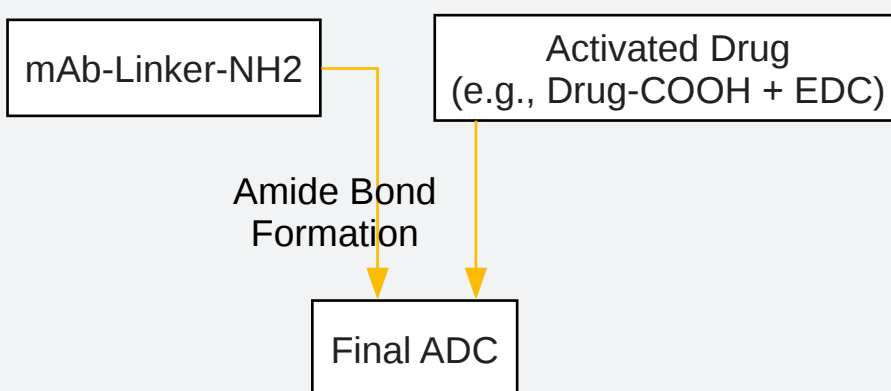 mAb-Linker-NH2
Activated Drug
(e.g., Drug-COOH + EDC)
Amide Bond
Formation
Final ADC